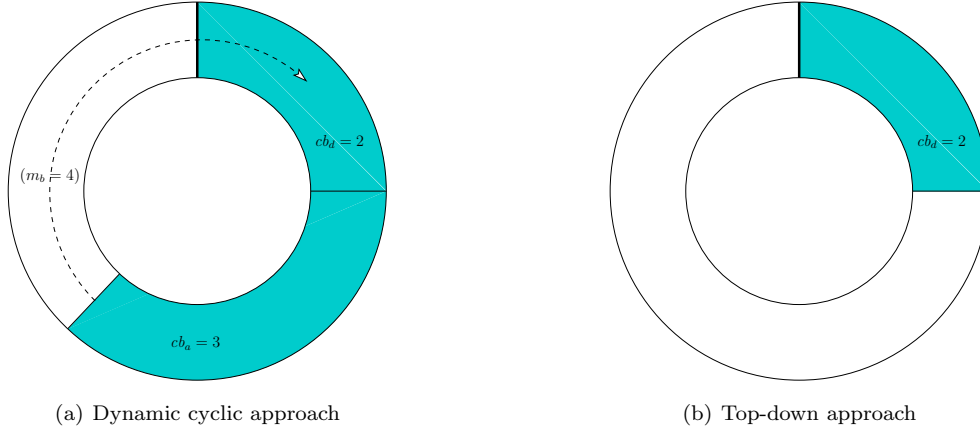 cb_d = 2
(m_b = 4)
cb_a = 3
(a) Dynamic cyclic approach
cb_d = 2
(b) Top-down approach